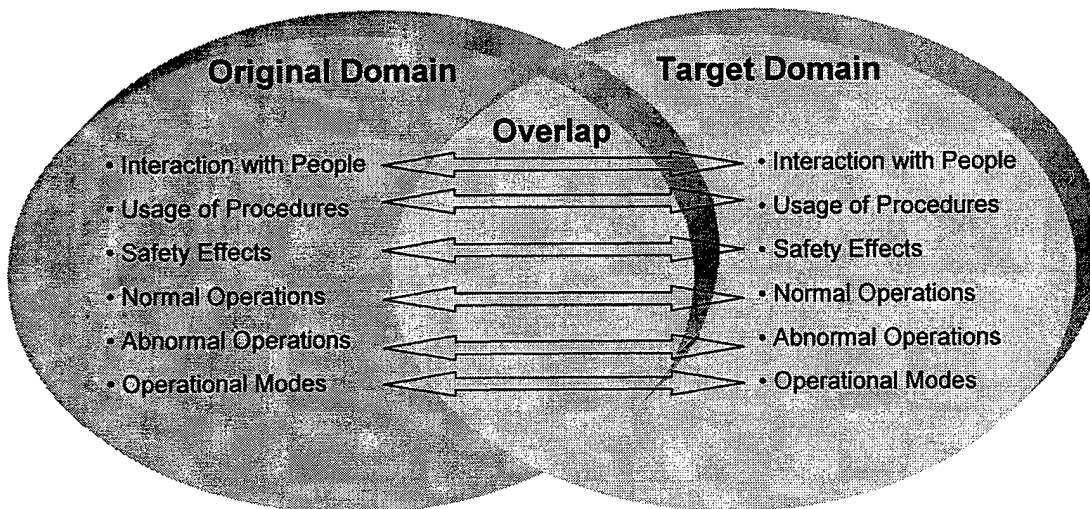 Original Domain
Target Domain
Overlap
• Interaction with People
• Usage of Procedures
• Safety Effects
• Normal Operations
• Abnormal Operations
• Operational Modes
• Interaction with People
• Usage of Procedures
• Safety Effects
• Normal Operations
• Abnormal Operations
• Operational Modes